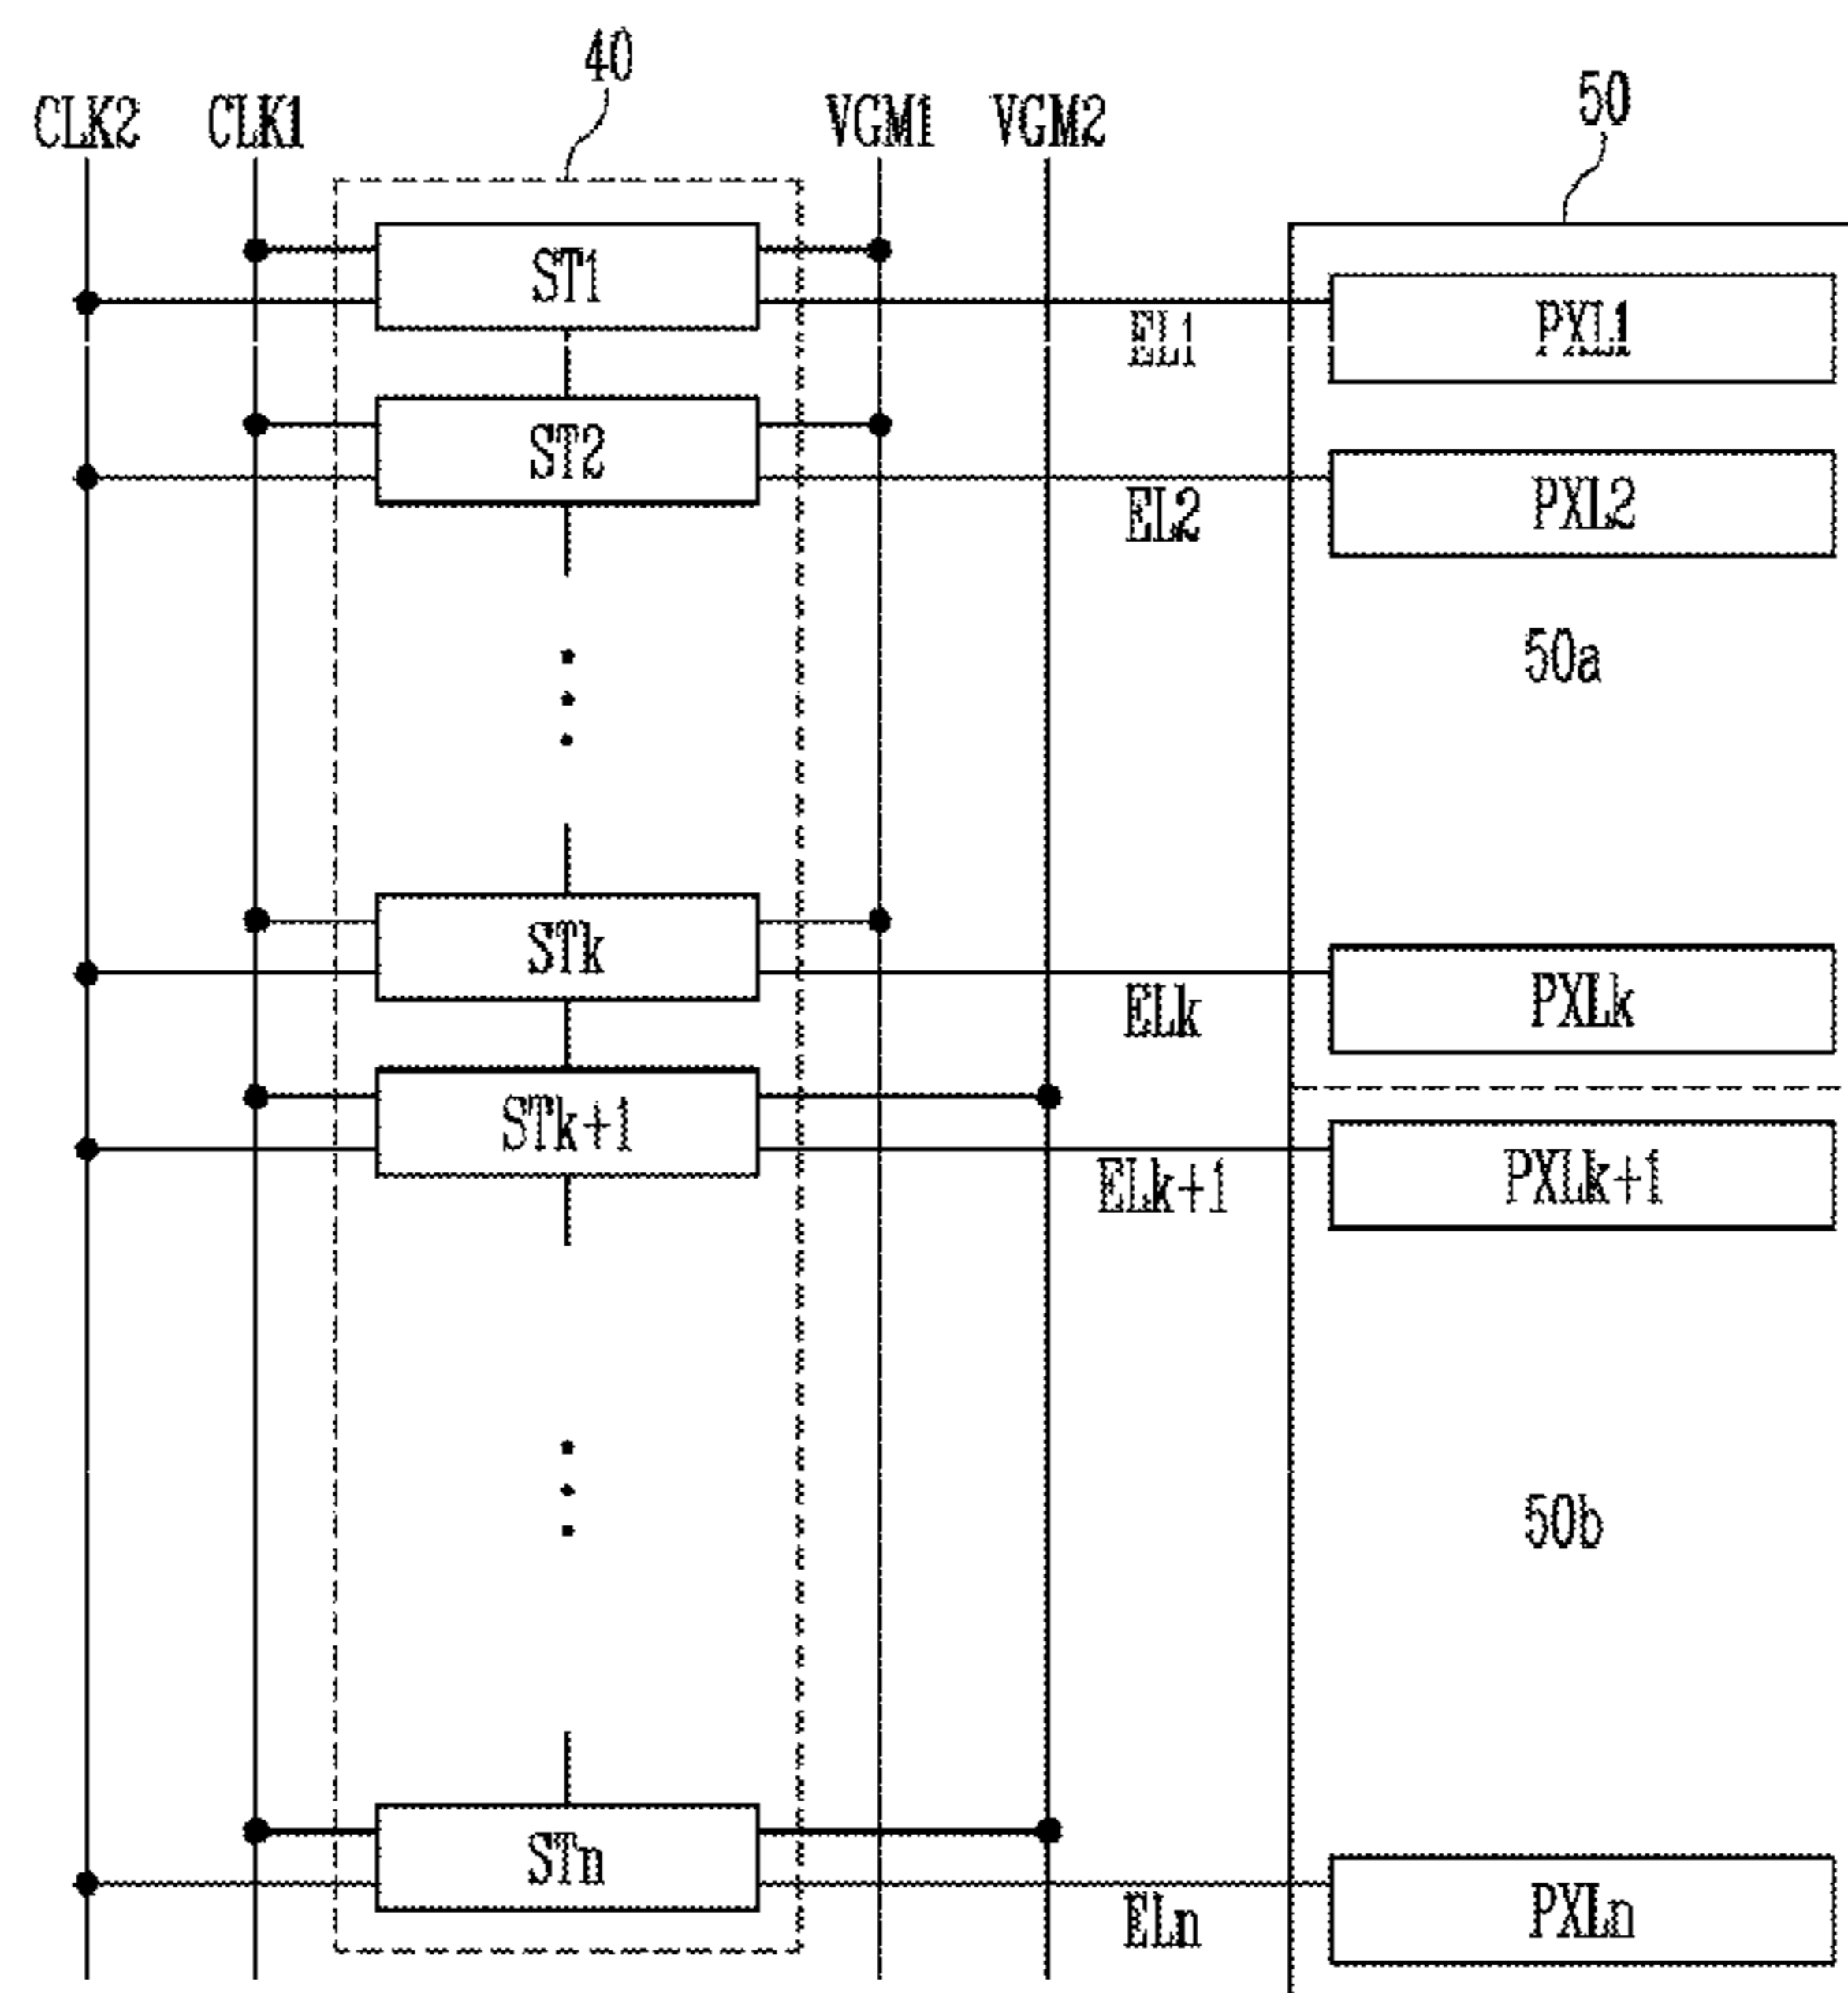 40
50
CLK2 CLK1 VGM1 VGM2
ST1
EL1
PXL1
ST2
EL2
PXL2
50a
STk
ELk
PXLk
STk+1
ELk+1
PXLk+1
50b
STn
ELn
PXLn